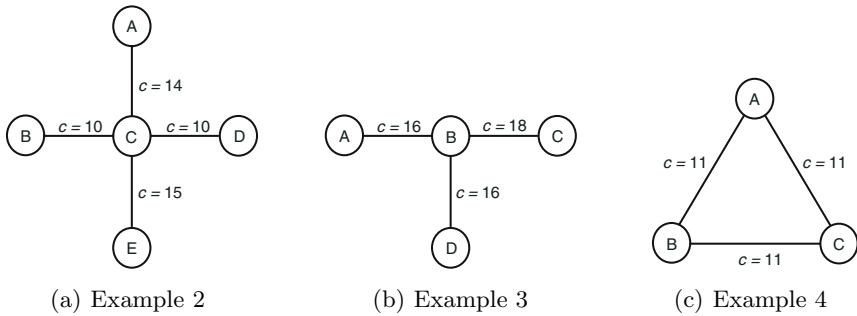 A
c = 14
B
c = 10
C
c = 10
D
c = 15
E
(a) Example 2
A
c = 16
B
c = 18
C
c = 16
D
(b) Example 3
A
c = 11
c = 11
B
C
c = 11
(c) Example 4